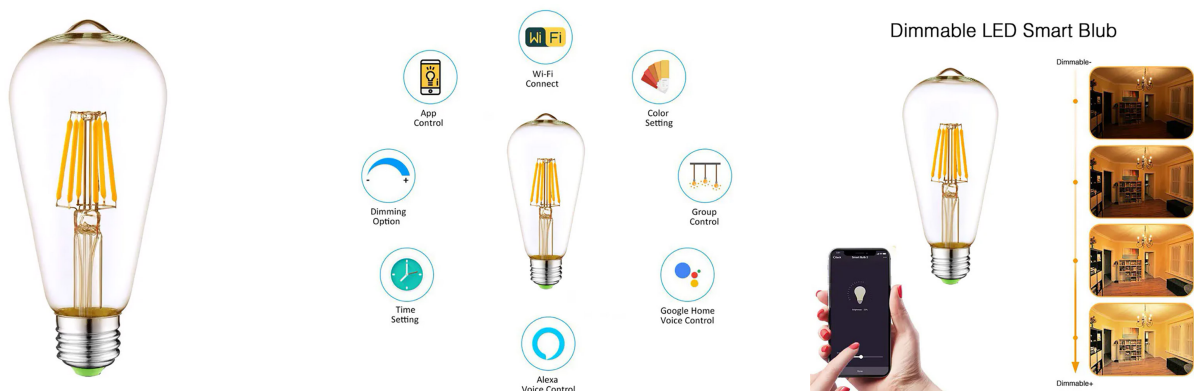 Wi Fi
Wi-Fi
Connect
App
Control
Color
Setting
- +
Dimming
Option
Group
Control
Time
Setting
Google Home
Voice Control
Alexa
Voice Control
Dimmable LED Smart Blub
Dimmable-
Dimmable+